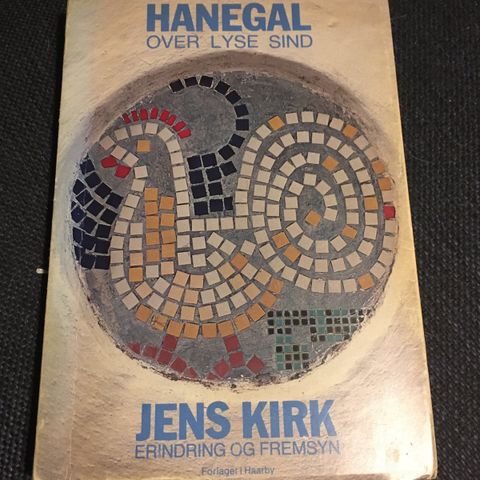 HANEGAL
OVER LYSE SIND
JENS KIRK
ERINDRING OG FREMSYN
Forlaget i Haarby